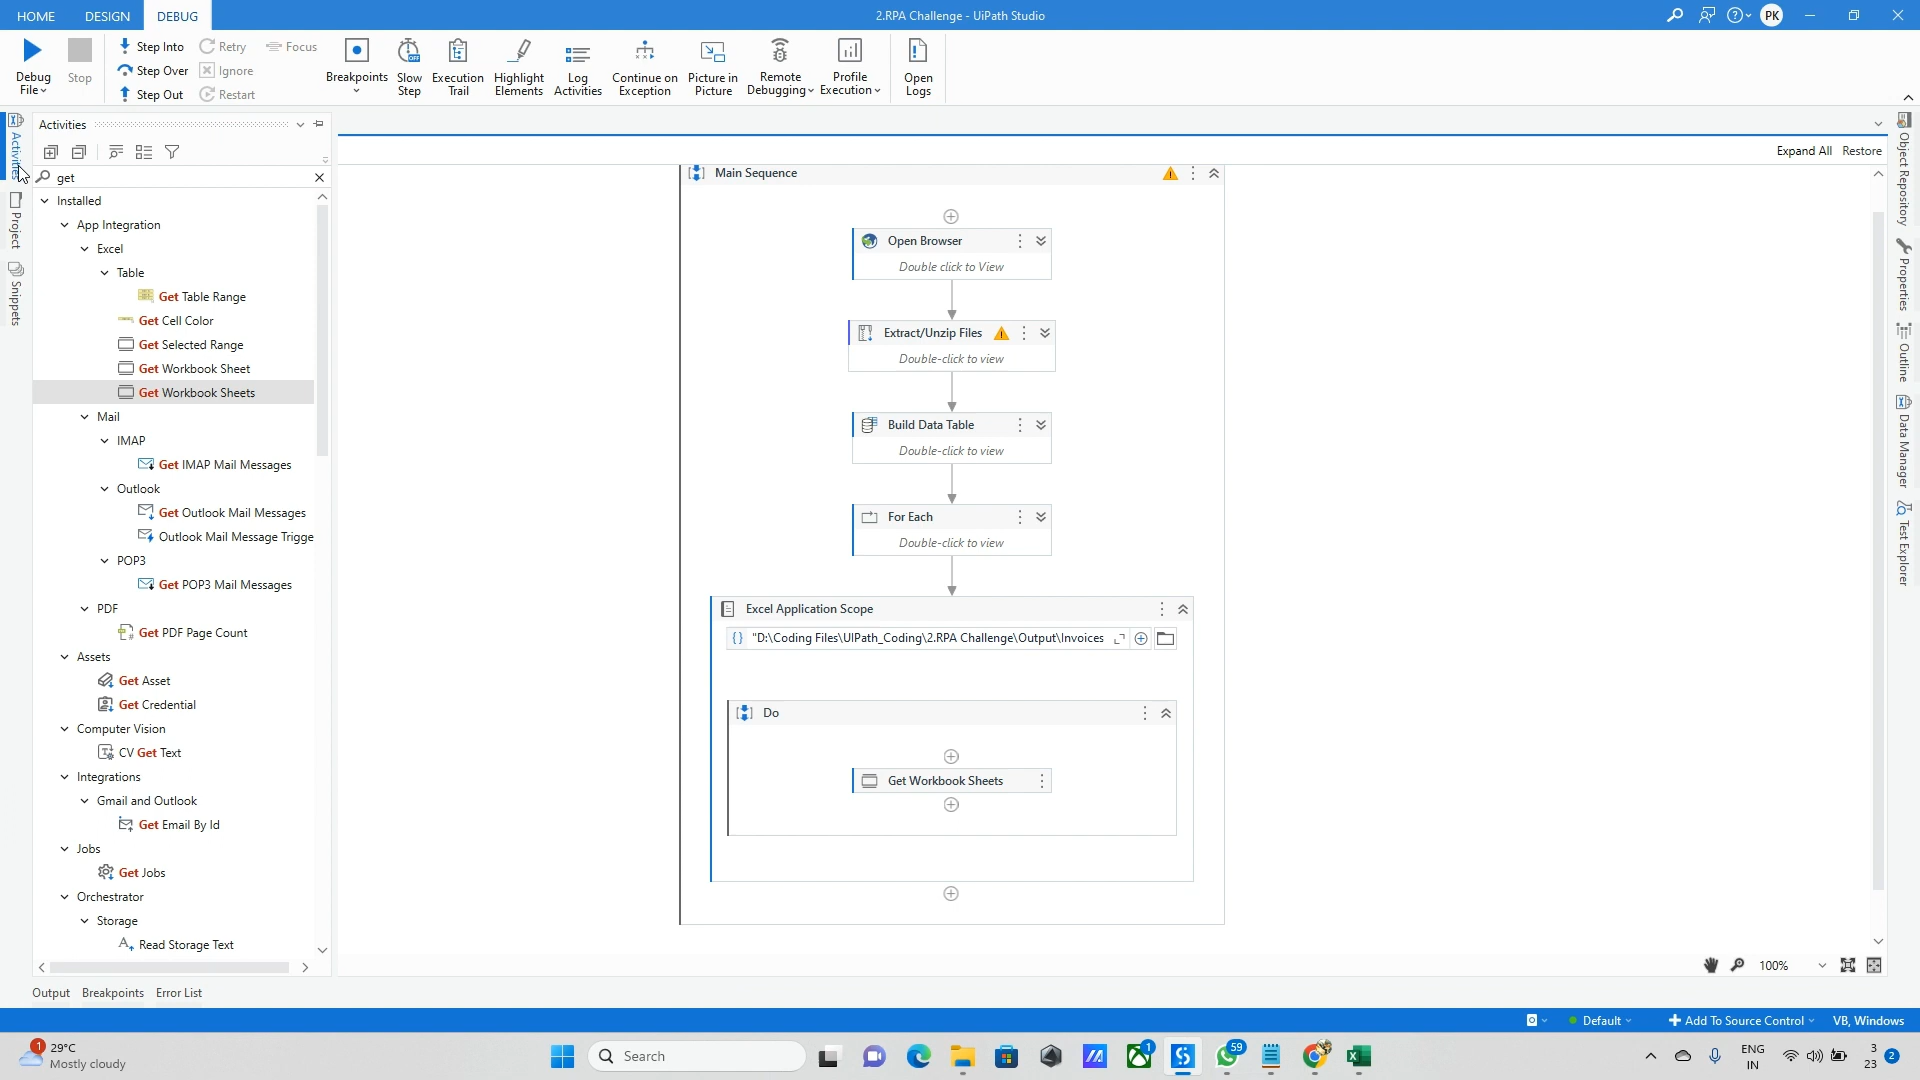 HOME DESIGN DEBUG 2.RPA Challenge - UiPath Studio PK
Debug File Stop Step Into Retry Focus
Step Over Ignore
Step Out Restart
Breakpoints Slow Step Execution Trail Highlight Elements Log Activities Continue on Exception Picture in Picture Remote Debugging Profile Execution Open Logs
Activities
Project
Snippets
Activities
get
Installed
App Integration
Excel
Table
Get Table Range
Get Cell Color
Get Selected Range
Get Workbook Sheet
Get Workbook Sheets
Mail
IMAP
Get IMAP Mail Messages
Outlook
Get Outlook Mail Messages
Outlook Mail Message Trigge
POP3
Get POP3 Mail Messages
PDF
Get PDF Page Count
Assets
Get Asset
Get Credential
Computer Vision
CV Get Text
Integrations
Gmail and Outlook
Get Email By Id
Jobs
Get Jobs
Orchestrator
Storage
Read Storage Text
Expand All Restore
Main Sequence
Open Browser
Double click to View
Extract/Unzip Files
Double-click to view
Build Data Table
Double-click to view
For Each
Double-click to view
Excel Application Scope
"D:\Coding Files\UIPath_Coding\2.RPA Challenge\Output\Invoices
Do
Get Workbook Sheets
Object Repository
Properties
Outline
Data Manager
Test Explorer
100%
Output Breakpoints Error List
Default Add To Source Control VB, Windows
1 29°C
Mostly cloudy
Search
1
59
ENG
IN
3
23
2